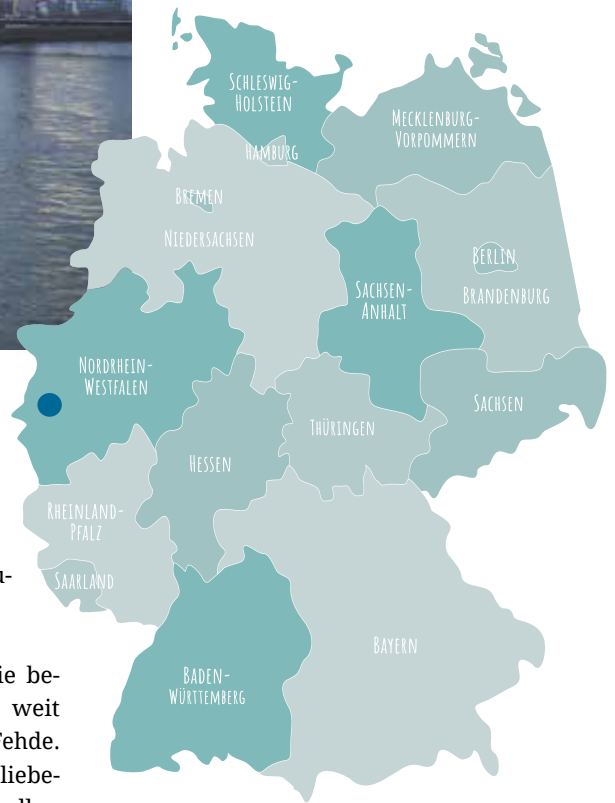 SCHLESWIG-
HOLSTEIN
MECKLENBURG-
VORPOMMERN
HAMBURG
BREMEN
NIEDERSACHSEN
BERLIN
BRANDENBURG
SACHSEN-
ANHALT
NORDRHEIN-
WESTFALEN
SACHSEN
THÜRINGEN
HESSEN
RHEINLAND-
PFALZ
SAARLAND
BAYERN
BADEN-
WÜRTTEMBERG
be-
weit
Fehde.
liebe-